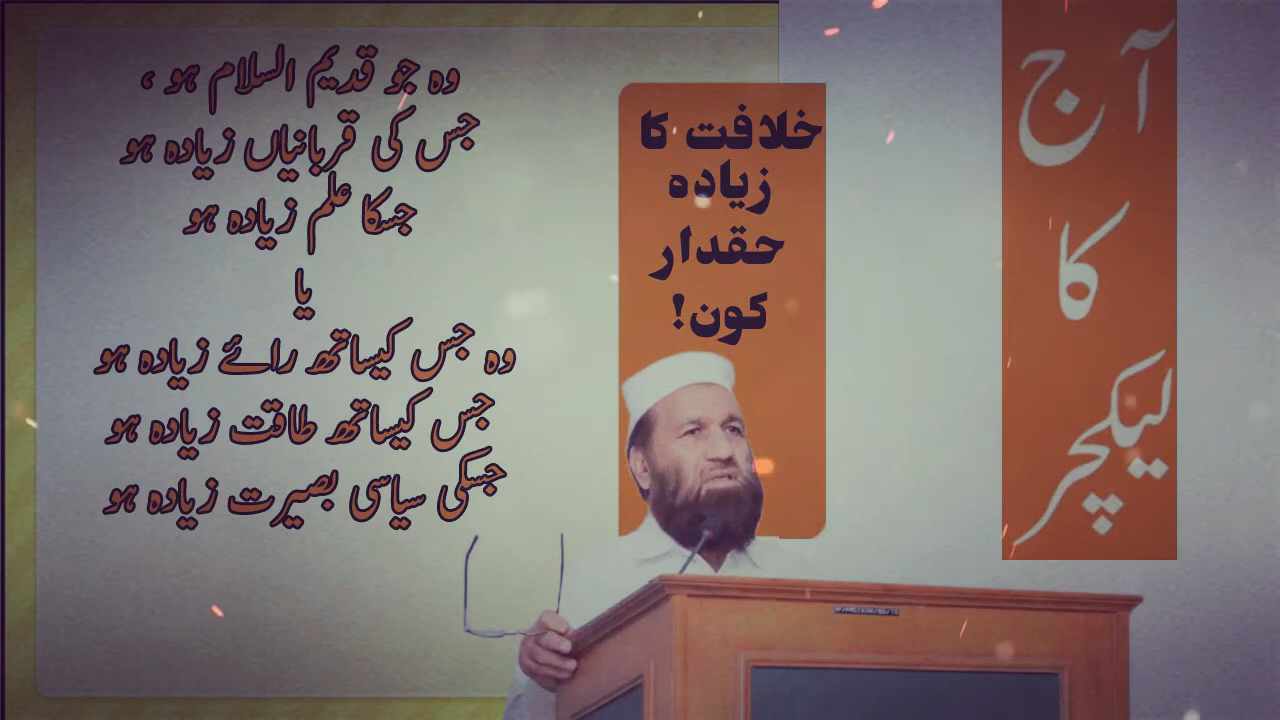 آج
کا
لیکچر
خلافت کا
زیادہ
حقدار
کون!
وہ جو قدیم السلام ہو ،
جس کی قربانیاں زیادہ ہو
جسکا علم زیادہ ہو
یا
وہ جس کیساتھ رائے زیادہ ہو
جس کیساتھ طاقت زیادہ ہو
جسکی سیاسی بصیرت زیادہ ہو